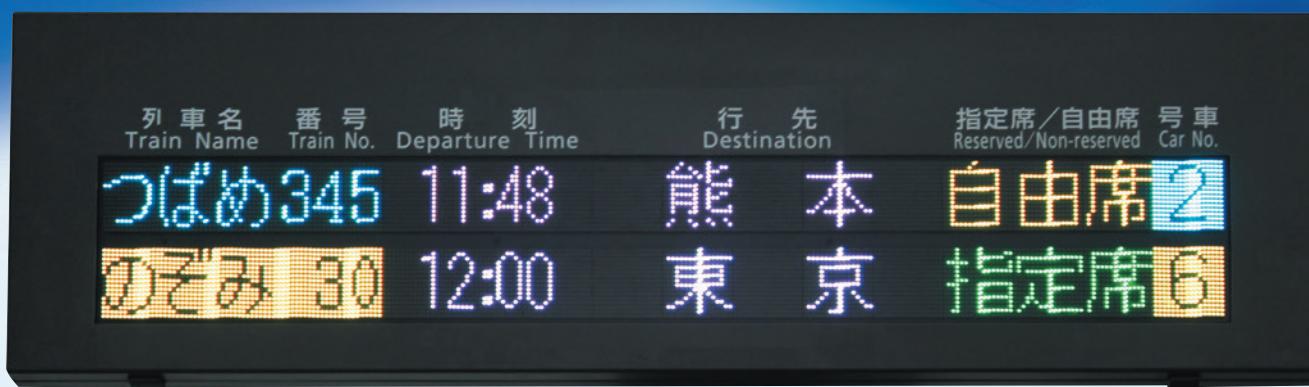 列車名 番号 時刻 行先 指定席/自由席 号車
Train Name Train No. Departure Time Destination Reserved/Non-reserved Car No.
つばめ 345 11:48 熊本 自由席 2
のぞみ 30 12:00 東京 指定席 6